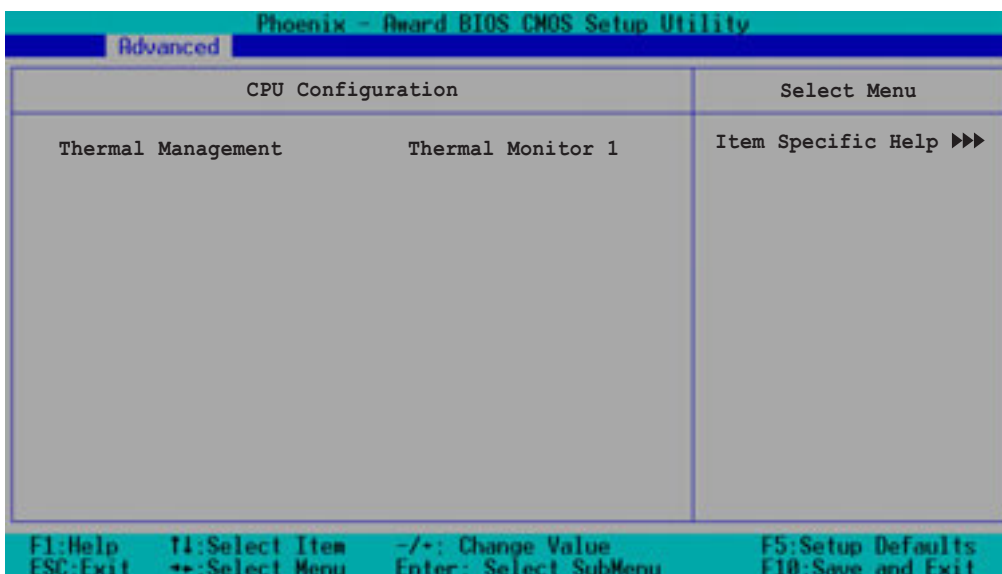 Phoenix - Award BIOS CMOS Setup Utility
Advanced
CPU Configuration
Select Menu
Thermal Management Thermal Monitor 1
Item Specific Help ▶▶▶
F1:Help ↑↓:Select Item -/+: Change Value F5:Setup Defaults
ESC:Exit ←→:Select Menu Enter: Select SubMenu F10:Save and Exit